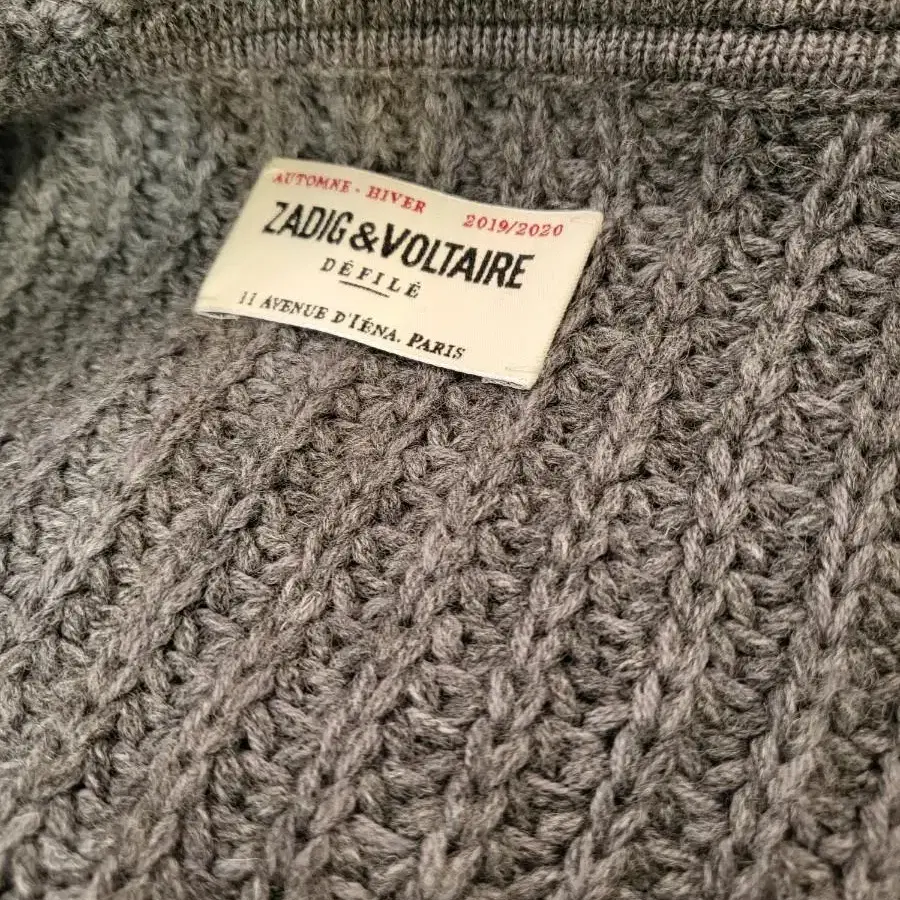 AUTOMNE - HIVER 2019/2020
ZADIG & VOLTAIRE
DÉFILÉ
11 AVENUE D'IÉNA. PARIS